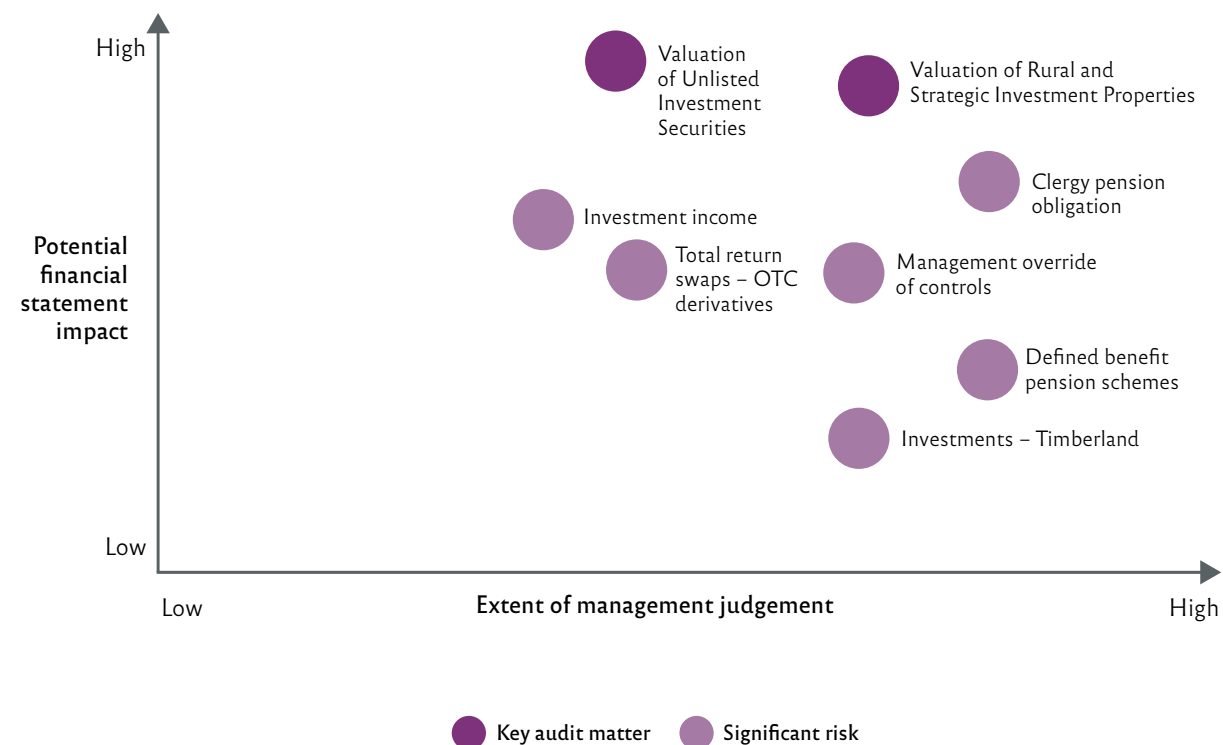 High
Valuation
of Unlisted
Investment
Securities
Valuation of Rural and
Strategic Investment Properties
Clergy pension
obligation
Investment income
Potential
financial
statement
impact
Total return
swaps – OTC
derivatives
Management override
of controls
Defined benefit
pension schemes
Investments – Timberland
Low
Low
Extent of management judgement
High
Key audit matter
Significant risk